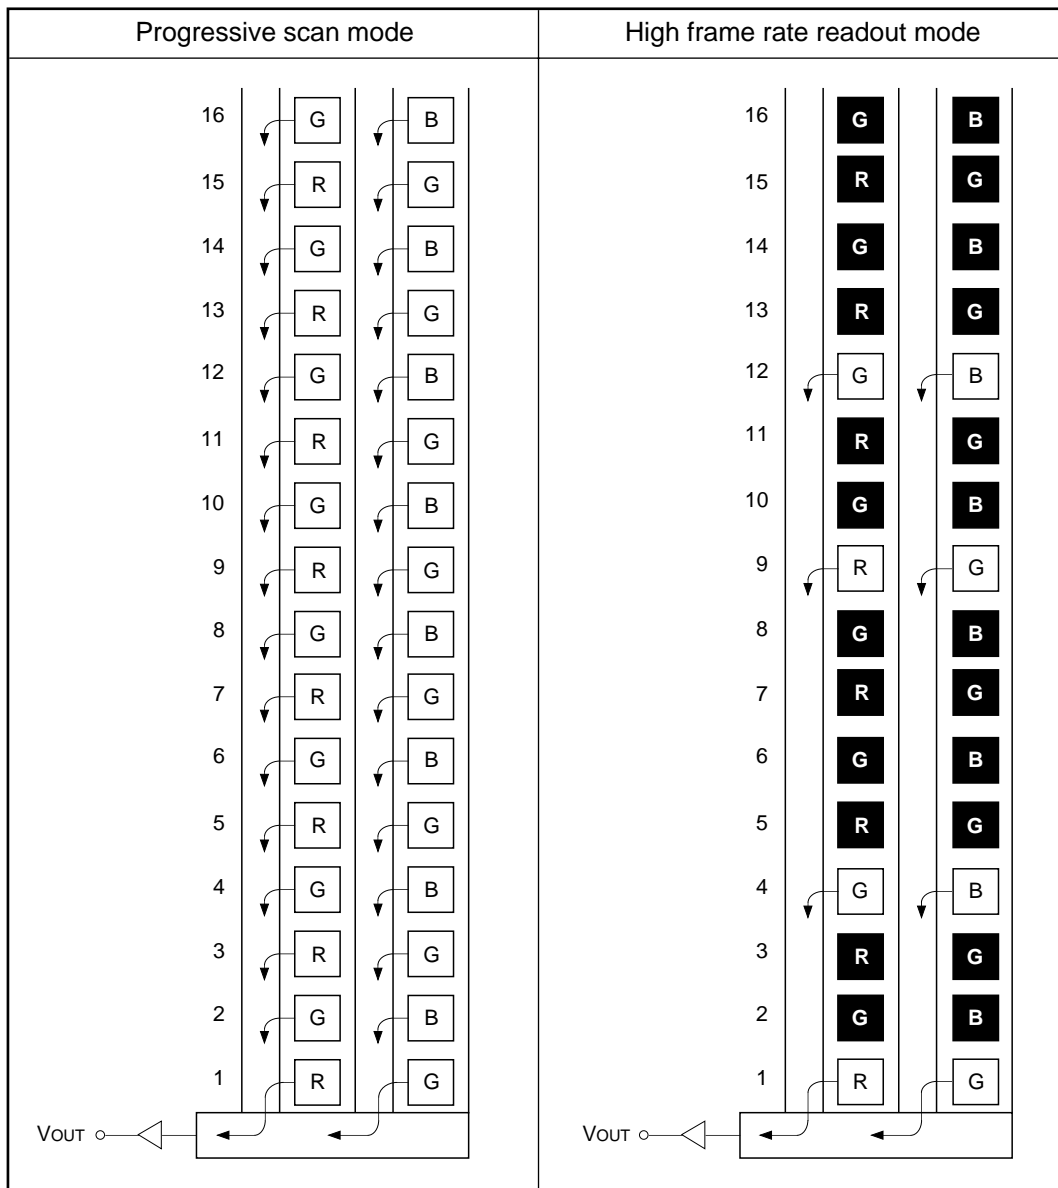 Progressive scan mode High frame rate readout mode
16 G B 16 G B
15 R G 15 R G
14 G B 14 G B
13 R G 13 R G
12 G B 12 G B
11 R G 11 R G
10 G B 10 G B
9 R G 9 R G
8 G B 8 G B
7 R G 7 R G
6 G B 6 G B
5 R G 5 R G
4 G B 4 G B
3 R G 3 R G
2 G B 2 G B
1 R G 1 R G
VOUT VOUT